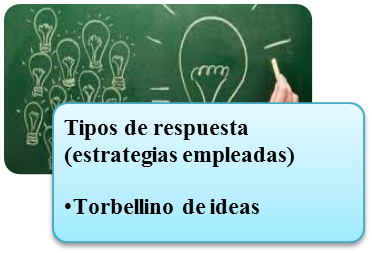 Tipos de respuesta
(estrategias empleadas)
•Torbellino de ideas